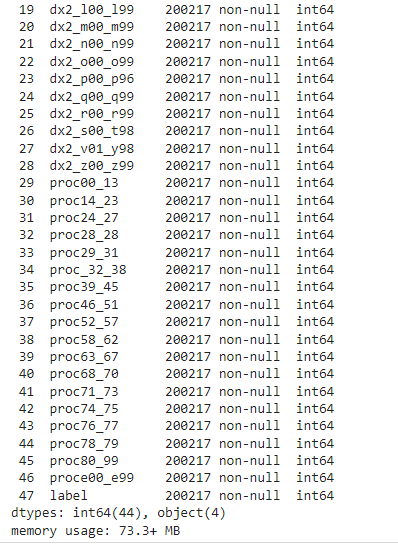 19 dx2_l00_l99 200217 non-null int64
20 dx2_m00_m99 200217 non-null int64
21 dx2_n00_n99 200217 non-null int64
22 dx2_o00_o99 200217 non-null int64
23 dx2_p00_p96 200217 non-null int64
24 dx2_q00_q99 200217 non-null int64
25 dx2_r00_r99 200217 non-null int64
26 dx2_s00_t98 200217 non-null int64
27 dx2_v01_y98 200217 non-null int64
28 dx2_z00_z99 200217 non-null int64
29 proc00_13 200217 non-null int64
30 proc14_23 200217 non-null int64
31 proc24_27 200217 non-null int64
32 proc28_28 200217 non-null int64
33 proc29_31 200217 non-null int64
34 proc_32_38 200217 non-null int64
35 proc39_45 200217 non-null int64
36 proc46_51 200217 non-null int64
37 proc52_57 200217 non-null int64
38 proc58_62 200217 non-null int64
39 proc63_67 200217 non-null int64
40 proc68_70 200217 non-null int64
41 proc71_73 200217 non-null int64
42 proc74_75 200217 non-null int64
43 proc76_77 200217 non-null int64
44 proc78_79 200217 non-null int64
45 proc80_99 200217 non-null int64
46 proce00_e99 200217 non-null int64
47 label 200217 non-null int64
dtypes: int64(44), object(4)
memory usage: 73.3+ MB